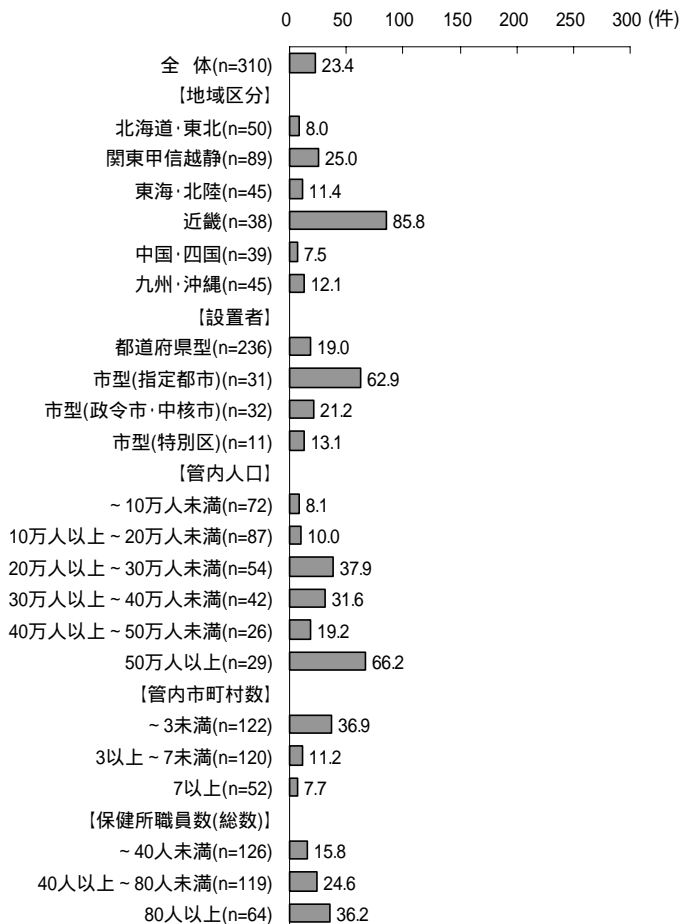 0 50 100 150 200 250 300 (件)
全 体(n=310) 23.4
【地域区分】
北海道･東北(n=50) 8.0
関東甲信越静(n=89) 25.0
東海･北陸(n=45) 11.4
近畿(n=38) 85.8
中国･四国(n=39) 7.5
九州･沖縄(n=45) 12.1
【設置者】
都道府県型(n=236) 19.0
市型(指定都市)(n=31) 62.9
市型(政令市･中核市)(n=32) 21.2
市型(特別区)(n=11) 13.1
【管内人口】
~10万人未満(n=72) 8.1
10万人以上~20万人未満(n=87) 10.0
20万人以上~30万人未満(n=54) 37.9
30万人以上~40万人未満(n=42) 31.6
40万人以上~50万人未満(n=26) 19.2
50万人以上(n=29) 66.2
【管内市町村数】
~3未満(n=122) 36.9
3以上~7未満(n=120) 11.2
7以上(n=52) 7.7
【保健所職員数(総数)】
~40人未満(n=126) 15.8
40人以上~80人未満(n=119) 24.6
80人以上(n=64) 36.2